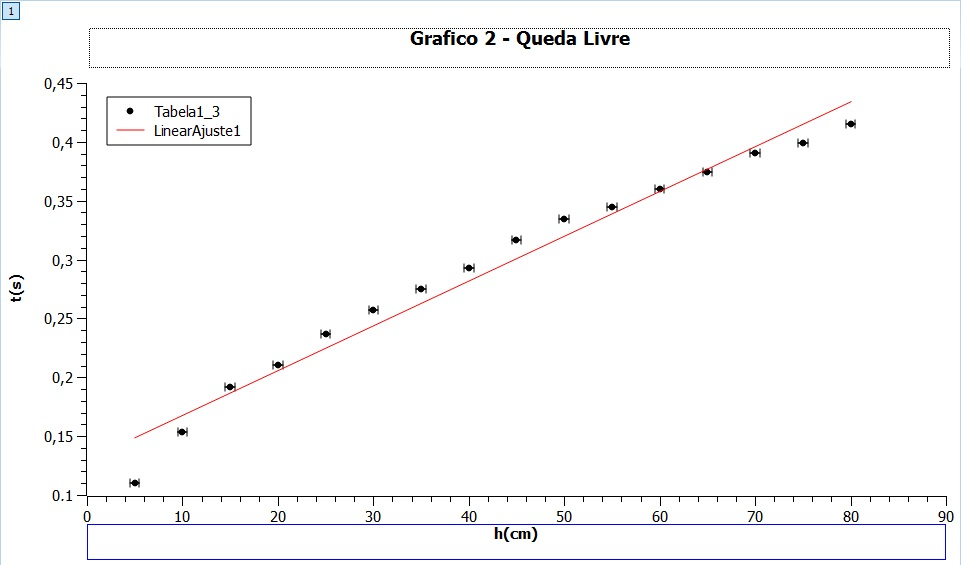 1
Grafico 2 - Queda Livre
0,45
Tabela1_3
LinearAjuste1
0,4
0,35
0,3
t(s)
0,25
0,2
0,15
0.1
0 10 20 30 40 50 60 70 80 90
h(cm)